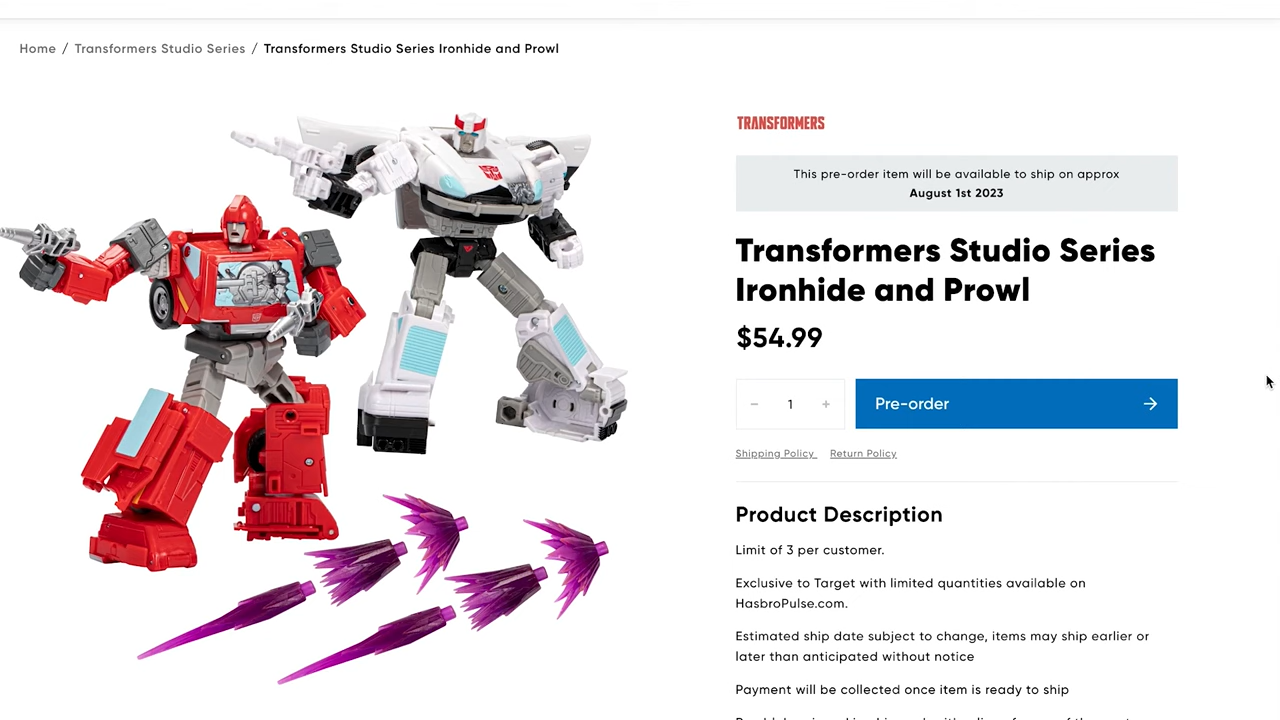 Home / Transformers Studio Series / Transformers Studio Series Ironhide and Prowl
TRANSFORMERS
This pre-order item will be available to ship on approx
August 1st 2023
Transformers Studio Series
Ironhide and Prowl
$54.99
− 1 +
Pre-order
Shipping Policy Return Policy
Product Description
Limit of 3 per customer.
Exclusive to Target with limited quantities available on
HasbroPulse.com.
Estimated ship date subject to change, items may ship earlier or
later than anticipated without notice
Payment will be collected once item is ready to ship